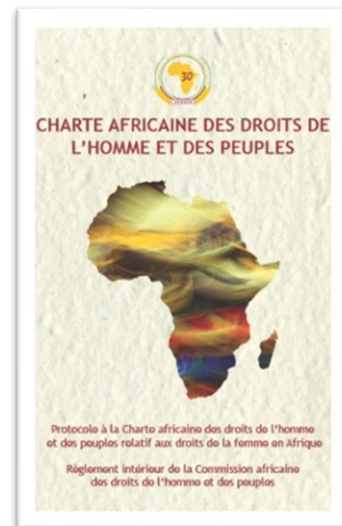 30
CHARTE AFRICAINE DES DROITS DE
L'HOMME ET DES PEUPLES
Protocole à la Charte africaine des droits de l'homme
et des peuples relatif aux droits de la femme en Afrique
Règlement intérieur de la Commission africaine
des droits de l'homme et des peuples